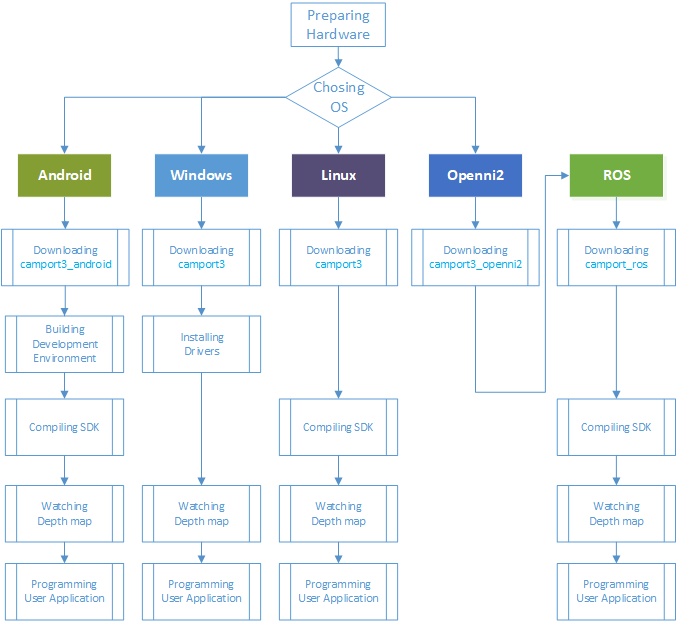 Preparing
Hardware
Chosing
OS
Android
Windows
Linux
Openni2
ROS
Downloading
camport3_android
Downloading
camport3
Downloading
camport3
Downloading
camport3_openni2
Downloading
camport_ros
Building
Development
Environment
Installing
Drivers
Compiling SDK
Compiling SDK
Compiling SDK
Watching
Depth map
Watching
Depth map
Watching
Depth map
Watching
Depth map
Programming
User Application
Programming
User Application
Programming
User Application
Programming
User Application